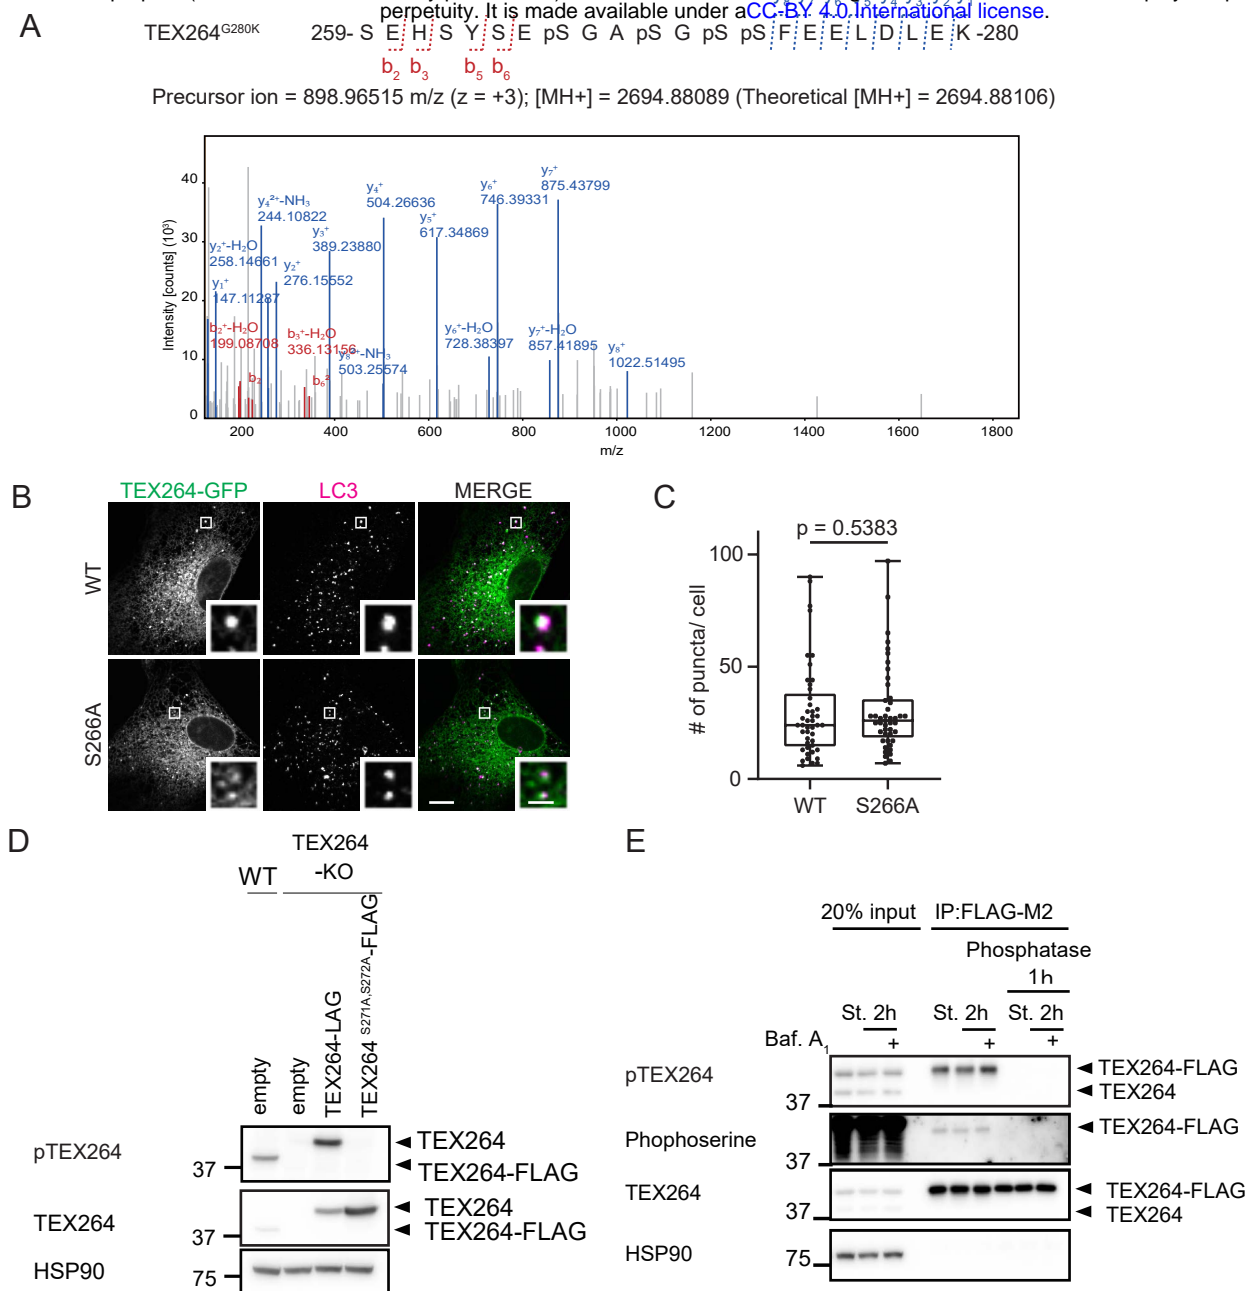 perpetuity. It is made available under aCC-BY 4.0 International license.
A
TEX264G280K 259- S E H S Y S E pS G A pS G pS pS F E E L D L E K -280
b2 b3 b5 b6
Precursor ion = 898.96515 m/z (z = +3); [MH+] = 2694.88089 (Theoretical [MH+] = 2694.88106)
Intensity [counts] (10³)
40
30
20
10
0
y₇⁺
875.43799
y₆⁺
746.39331
y₄⁺
504.26636
y₄²⁺-NH₃
244.10822
y₅⁺
617.34869
y₃⁺
389.23880
y₂⁺-H₂O
258.14661
y₂⁺
276.15552
y₁⁺
147.11287
b₂⁺-H₂O
199.08708
b₃⁺-H₂O
336.13156
-NH₃
503.25574
y₆⁺-H₂O
728.38397
y₇⁺-H₂O
857.41895
y₈⁺
1022.51495
200 400 600 800 1000 1200 1400 1600 1800
m/z
B
TEX264-GFP LC3 MERGE
WT
S266A
C
p = 0.5383
# of puncta/ cell
100
50
0
WT S266A
D
TEX264
-KO
WT
empty
empty
TEX264-LAG
TEX264 S271A,S272A-FLAG
pTEX264
37
TEX264
TEX264-FLAG
TEX264
37
TEX264
TEX264-FLAG
HSP90
75
E
20% input IP:FLAG-M2
Phosphatase
1h
St. 2h St. 2h St. 2h
Baf. A1 + + +
pTEX264
37
TEX264-FLAG
TEX264
Phophoserine
37
TEX264-FLAG
TEX264
37
TEX264-FLAG
TEX264
HSP90
75